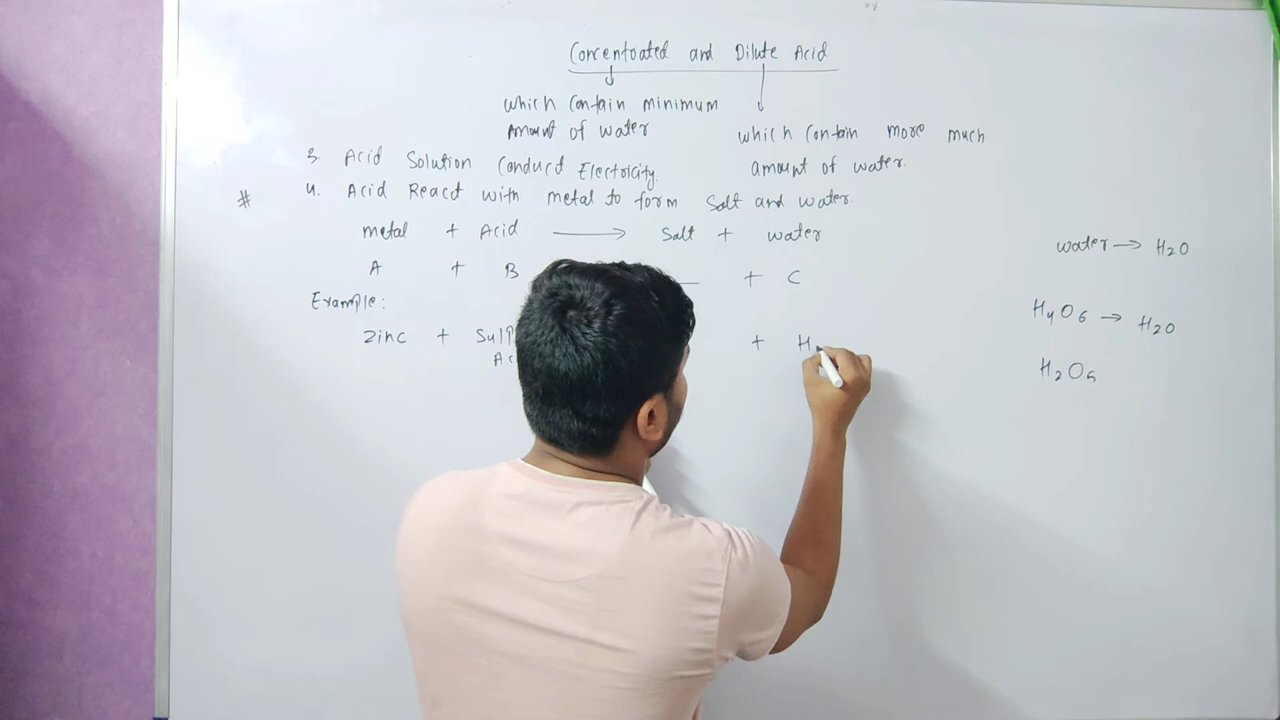 Concentrated and Dilute Acid
which contain minimum
Amount of water
which contain more much
amount of water.
3. Acid Solution Conduct Electricity.
# 4. Acid React with metal to form Salt and water.
metal + Acid ⟶ Salt + water
A + B + C
Example:
Zinc + Sulp + H
Ac
water → H2O
H4O6 → H2O
H2O